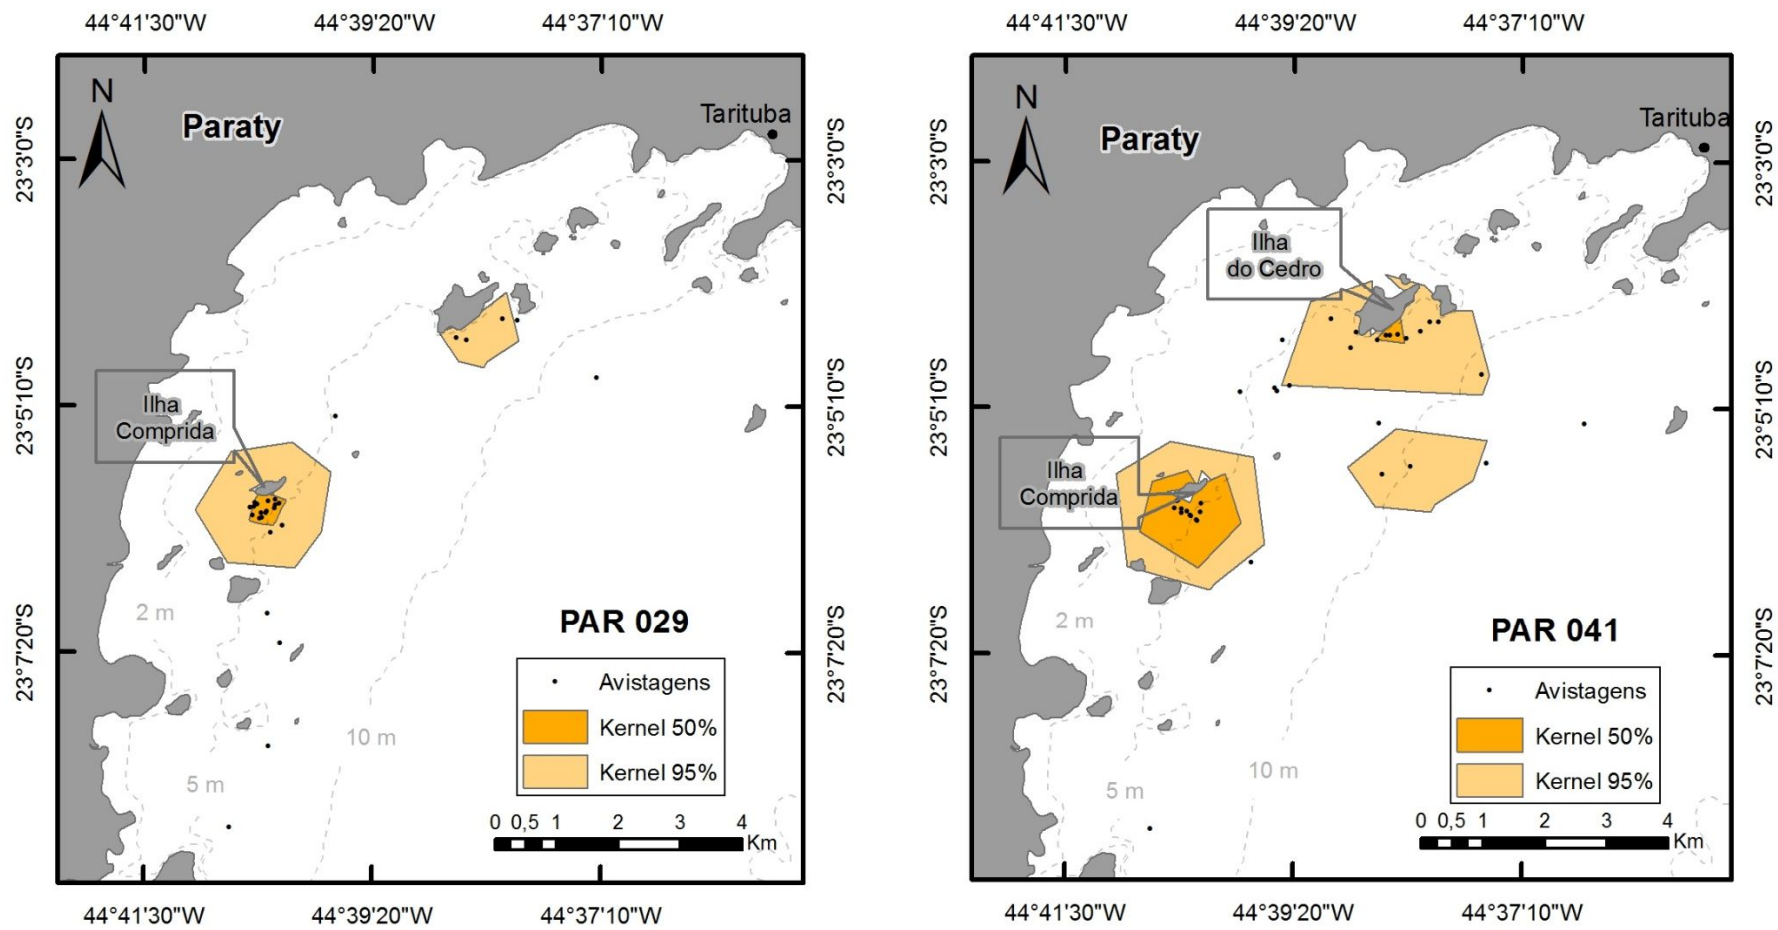 44°41'30"W 44°39'20"W 44°37'10"W
N
Paraty
Tarituba
23°3'0"S
23°3'0"S
Ilha
Comprida
23°5'10"S
23°5'10"S
2 m
23°7'20"S
23°7'20"S
PAR 029
Avistagens
Kernel 50%
Kernel 95%
10 m
5 m
0 0,5 1 2 3 4
Km
44°41'30"W 44°39'20"W 44°37'10"W
44°41'30"W 44°39'20"W 44°37'10"W
N
Paraty
Tarituba
23°3'0"S
23°3'0"S
Ilha
do Cedro
23°5'10"S
23°5'10"S
Ilha
Comprida
2 m
23°7'20"S
23°7'20"S
PAR 041
Avistagens
Kernel 50%
Kernel 95%
10 m
5 m
0 0,5 1 2 3 4
Km
44°41'30"W 44°39'20"W 44°37'10"W